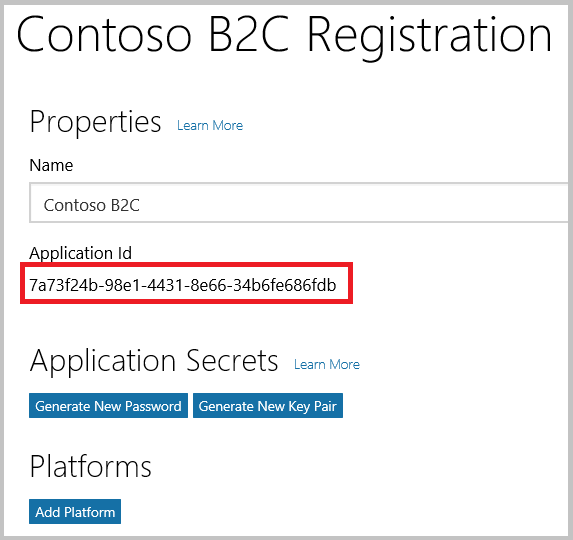 Contoso B2C Registration
Properties Learn More
Name
Contoso B2C
Application Id
7a73f24b-98e1-4431-8e66-34b6fe686fdb
Application Secrets Learn More
Generate New Password Generate New Key Pair
Platforms
Add Platform